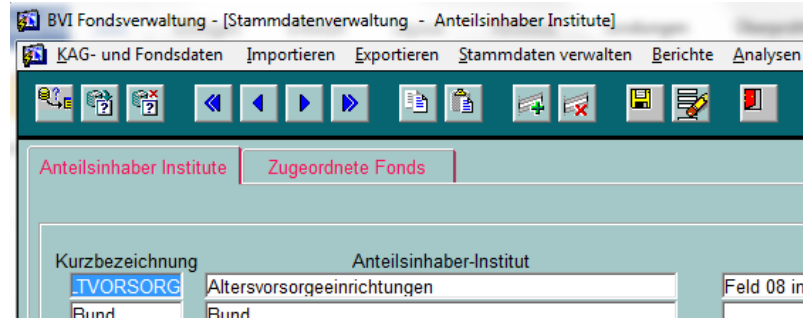 BVI Fondsverwaltung - [Stammdatenverwaltung - Anteilsinhaber Institute]
KAG- und Fondsdaten Importieren Exportieren Stammdaten verwalten Berichte Analysen
Anteilsinhaber Institute Zugeordnete Fonds
Kurzbezeichnung Anteilsinhaber-Institut
TVORSORG Altersvorsorgeeinrichtungen Feld 08 in
Bund Bund